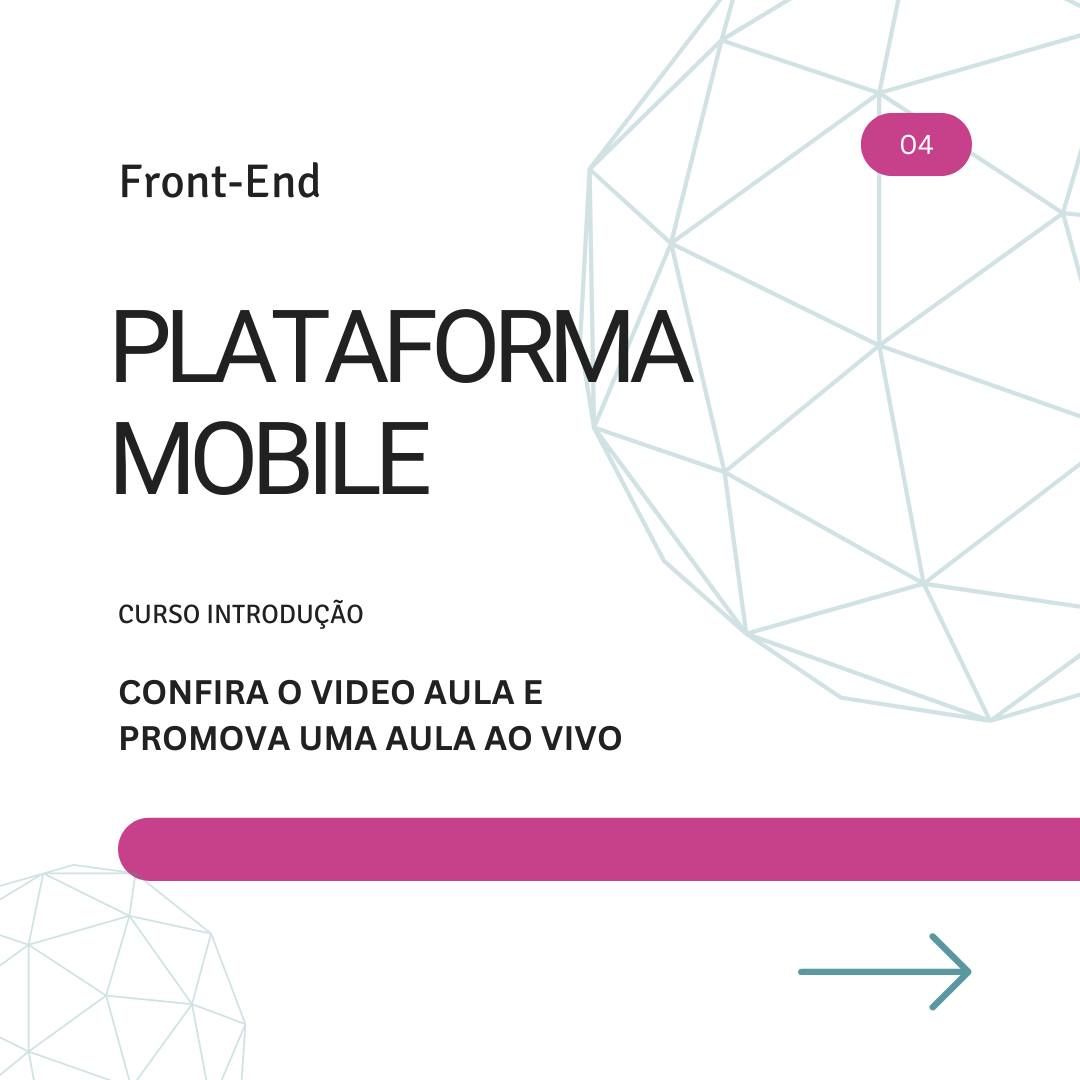 04
Front-End
PLATAFORMA
MOBILE
CURSO INTRODUÇÃO
CONFIRA O VIDEO AULA E
PROMOVA UMA AULA AO VIVO